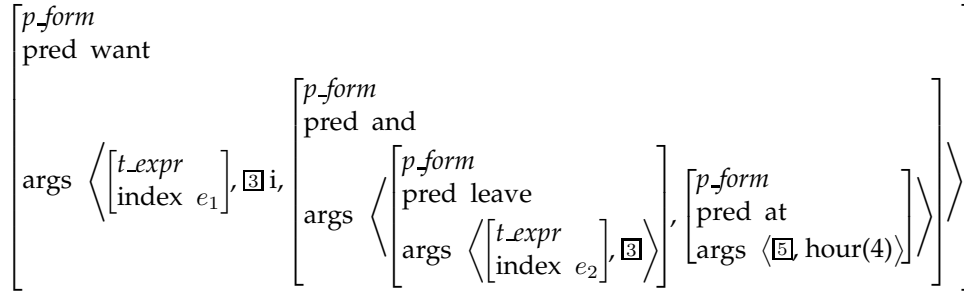 p_form
pred want
args ⟨[t_expr index e₁], [3] i, [p_form
pred and
args ⟨[p_form
pred leave
args ⟨[t_expr index e₂], [3]⟩], [p_form
pred at
args ⟨[5], hour(4)⟩]⟩]⟩